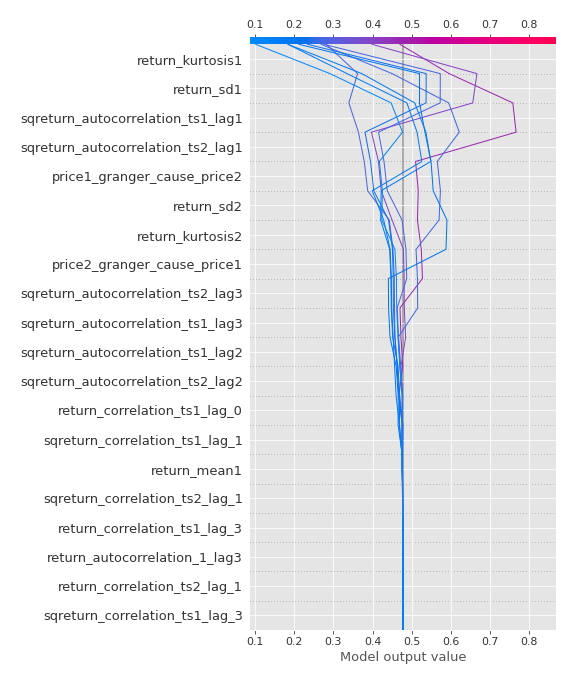 0.1 0.2 0.3 0.4 0.5 0.6 0.7 0.8
return_kurtosis1
return_sd1
sqreturn_autocorrelation_ts1_lag1
sqreturn_autocorrelation_ts2_lag1
price1_granger_cause_price2
return_sd2
return_kurtosis2
price2_granger_cause_price1
sqreturn_autocorrelation_ts2_lag3
sqreturn_autocorrelation_ts1_lag3
sqreturn_autocorrelation_ts1_lag2
sqreturn_autocorrelation_ts2_lag2
return_correlation_ts1_lag_0
sqreturn_correlation_ts1_lag_1
return_mean1
sqreturn_correlation_ts2_lag_1
return_correlation_ts1_lag_3
return_autocorrelation_1_lag3
return_correlation_ts2_lag_1
sqreturn_correlation_ts1_lag_3
0.1 0.2 0.3 0.4 0.5 0.6 0.7 0.8
Model output value